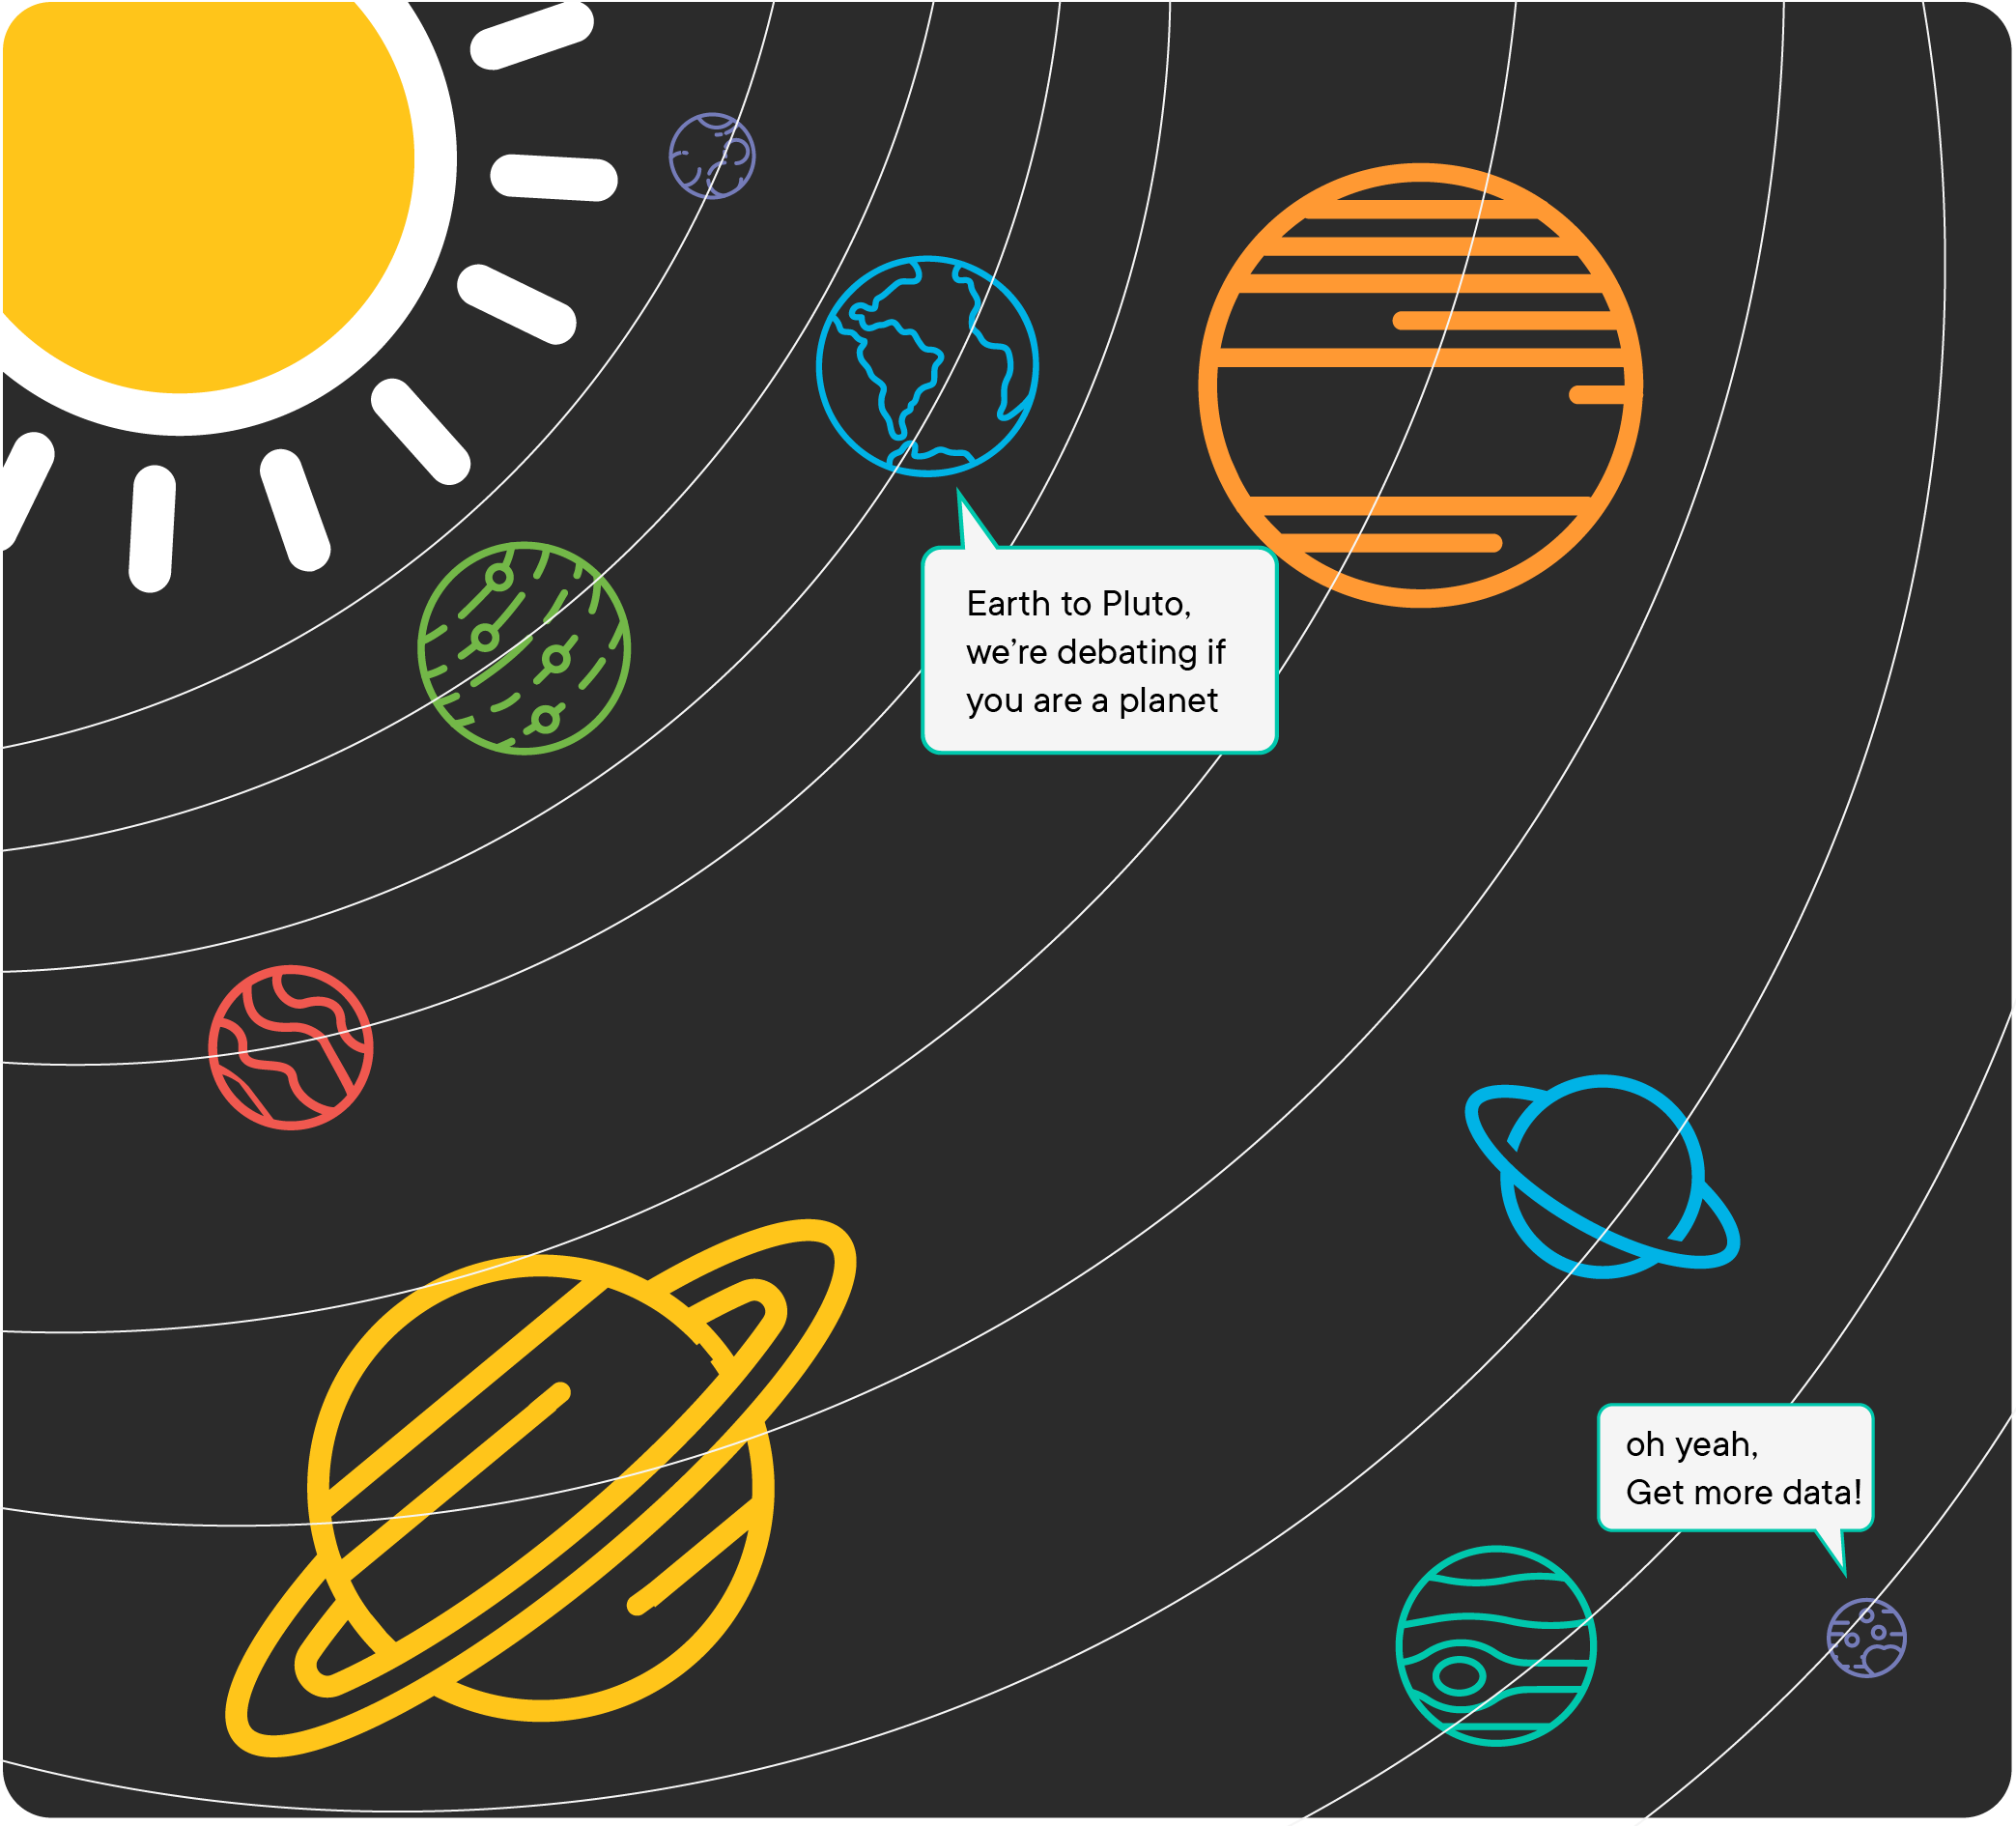 Earth to Pluto,
we’re debating if
you are a planet
oh yeah,
Get more data!